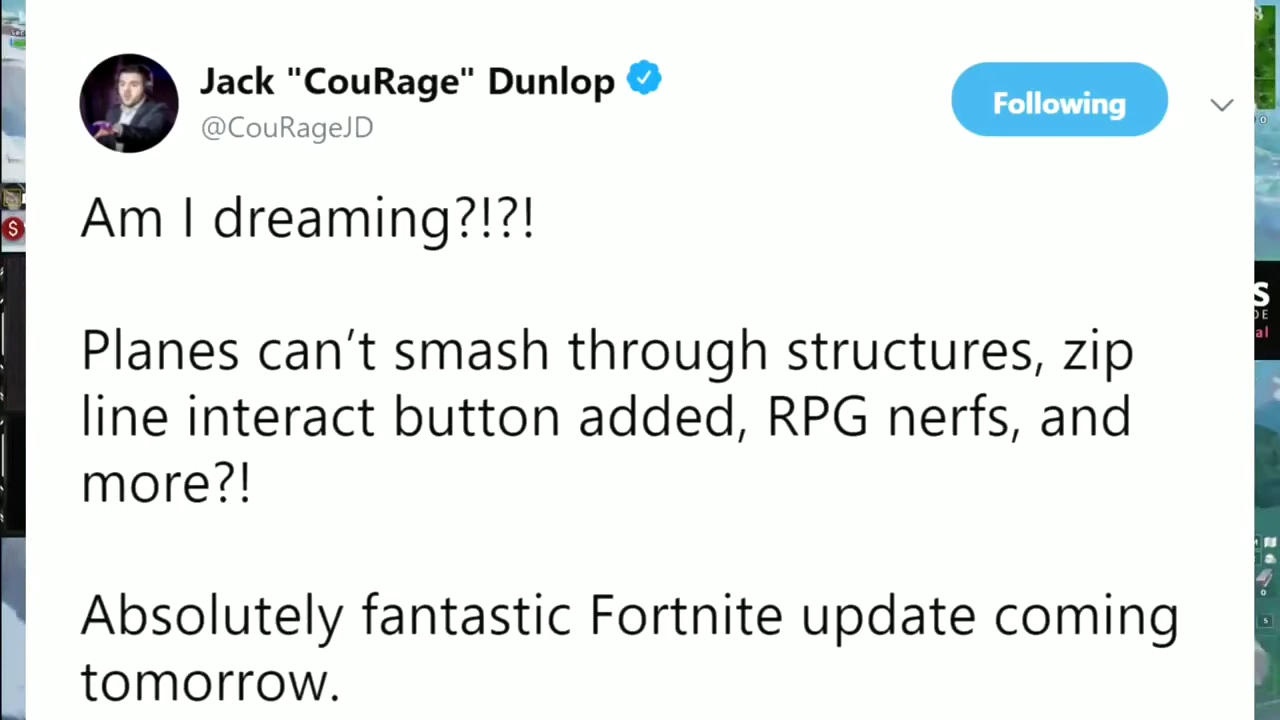 Jack "CouRage" Dunlop
@CouRageJD
Following
Am I dreaming?!?!
Planes can’t smash through structures, zip
line interact button added, RPG nerfs, and
more?!
Absolutely fantastic Fortnite update coming
tomorrow.